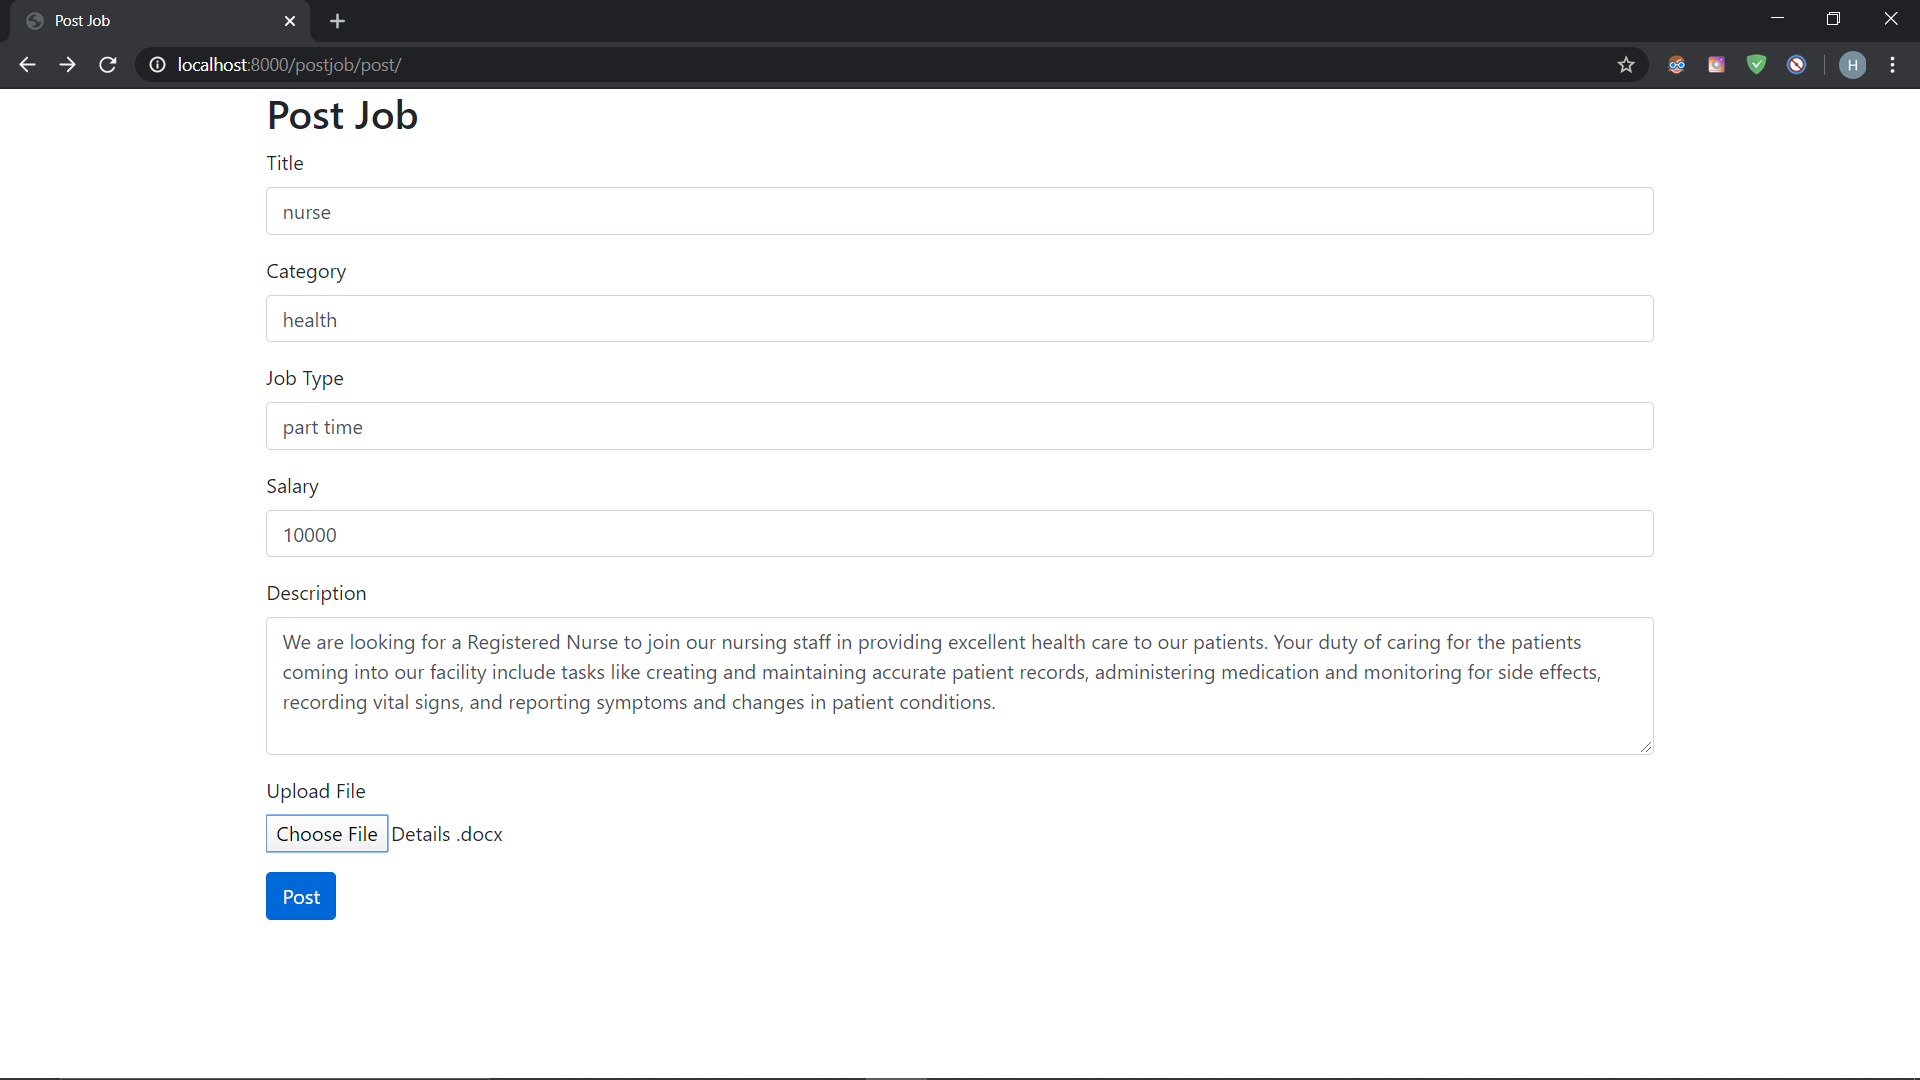 Post Job
localhost:8000/postjob/post/
H
Post Job
Title
nurse
Category
health
Job Type
part time
Salary
10000
Description
We are looking for a Registered Nurse to join our nursing staff in providing excellent health care to our patients. Your duty of caring for the patients
coming into our facility include tasks like creating and maintaining accurate patient records, administering medication and monitoring for side effects,
recording vital signs, and reporting symptoms and changes in patient conditions.
Upload File
Choose File Details .docx
Post